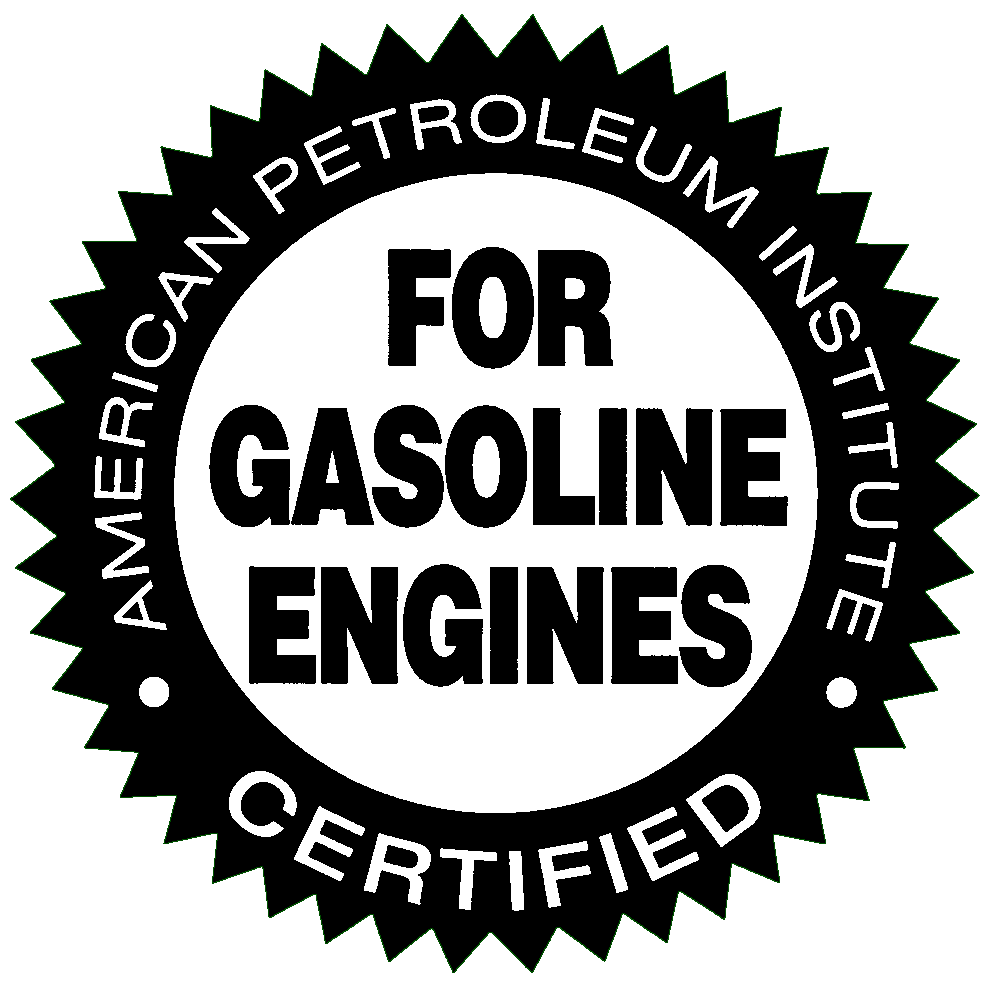 AMERICAN PETROLEUM INSTITUTE
FOR
GASOLINE
ENGINES
• CERTIFIED •